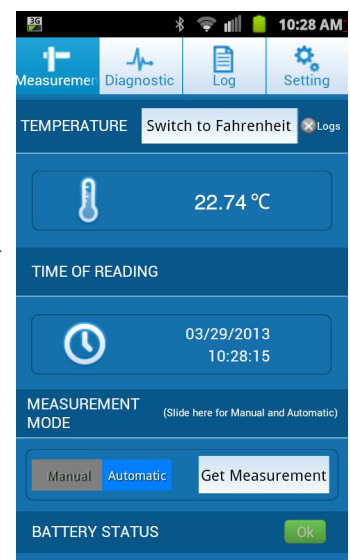 3G 10:28 AM
Measuremen Diagnostic Log Setting
TEMPERATURE Switch to Fahrenheit Logs
22.74 °C
TIME OF READING
03/29/2013
10:28:15
MEASUREMENT
MODE (Slide here for Manual and Automatic)
Manual Automatic Get Measurement
BATTERY STATUS Ok